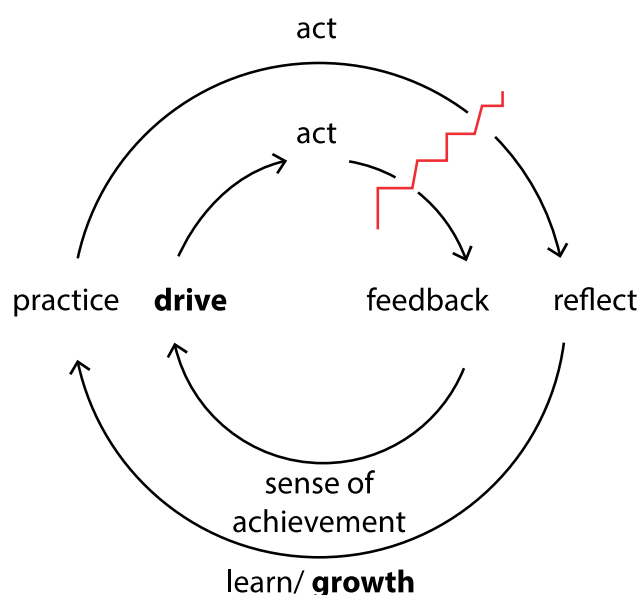 act
act
practice drive feedback reflect
sense of
achievement
learn/ growth